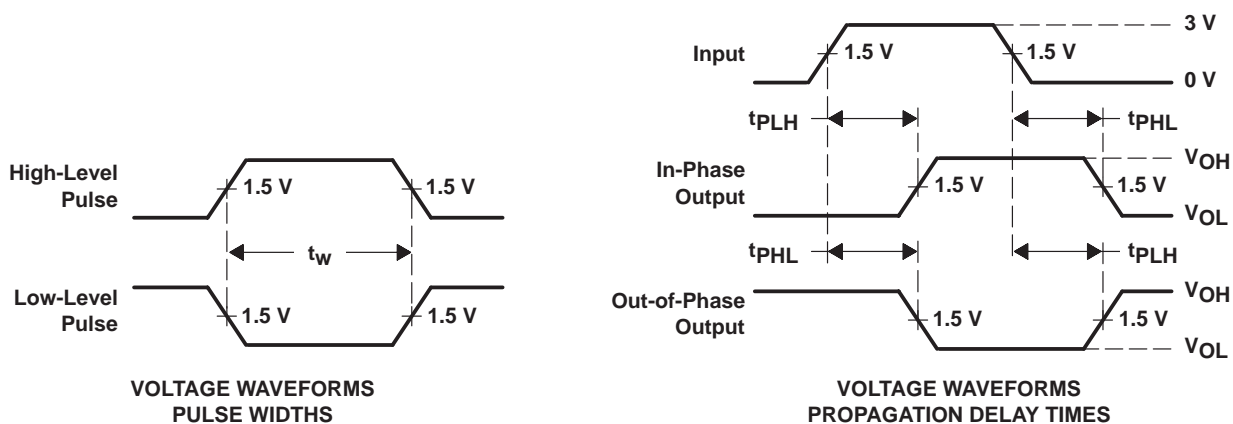 High-Level
Pulse
1.5 V
1.5 V
tw
Low-Level
Pulse
1.5 V
1.5 V
VOLTAGE WAVEFORMS
PULSE WIDTHS
Input
1.5 V
1.5 V
3 V
0 V
tPLH
tPHL
In-Phase
Output
1.5 V
1.5 V
VOH
VOL
tPHL
tPLH
Out-of-Phase
Output
1.5 V
1.5 V
VOH
VOL
VOLTAGE WAVEFORMS
PROPAGATION DELAY TIMES